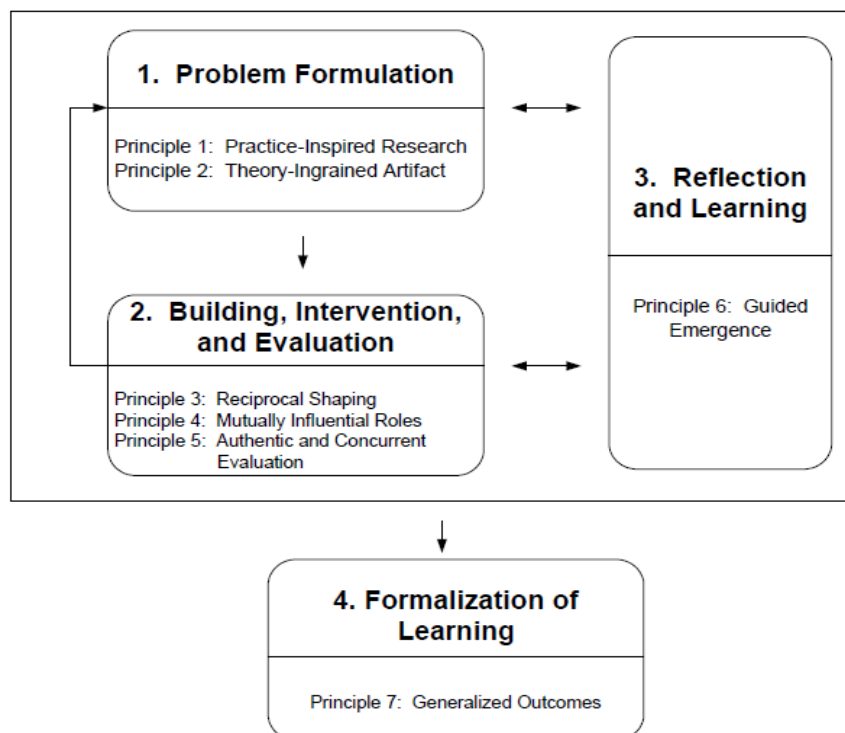 1. Problem Formulation
Principle 1: Practice-Inspired Research
Principle 2: Theory-Ingrained Artifact
2. Building, Intervention,
and Evaluation
Principle 3: Reciprocal Shaping
Principle 4: Mutually Influential Roles
Principle 5: Authentic and Concurrent
Evaluation
3. Reflection
and Learning
Principle 6: Guided
Emergence
4. Formalization of
Learning
Principle 7: Generalized Outcomes